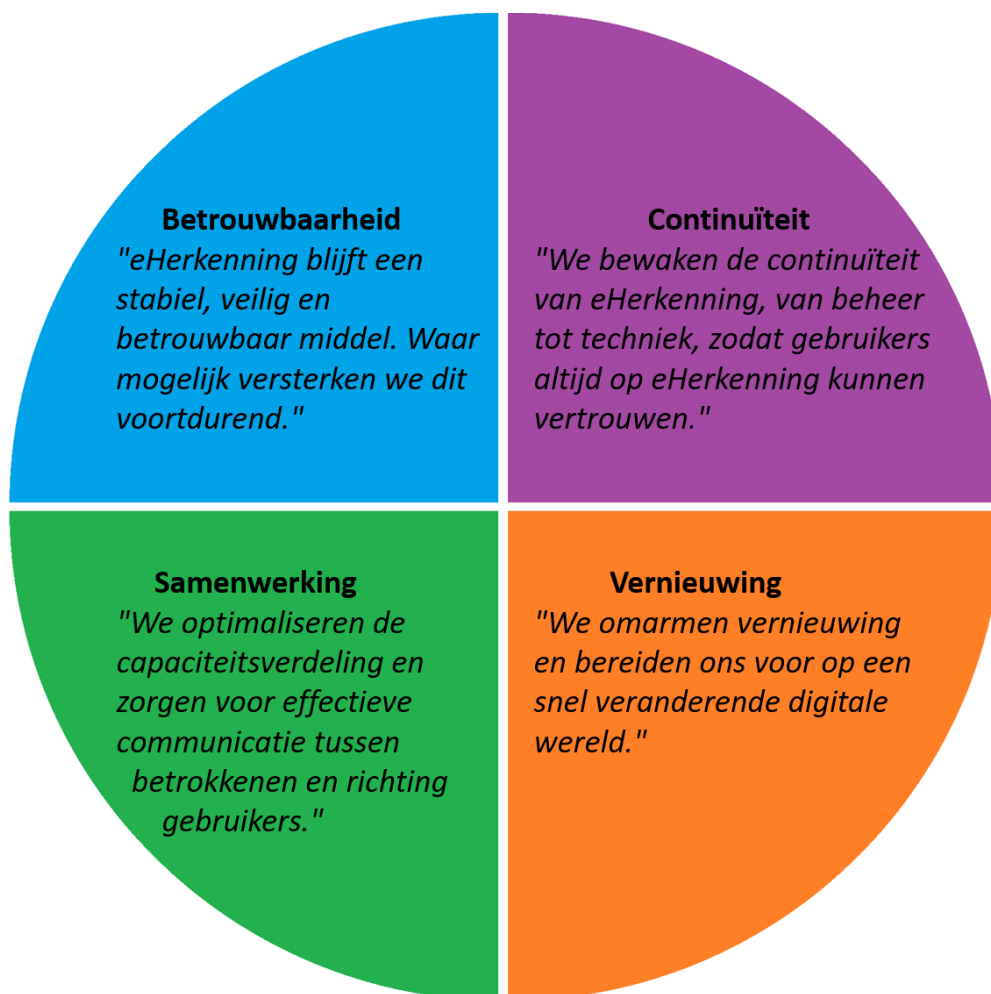 Betrouwbaarheid
"eHerkenning blijft een
stabiel, veilig en
betrouwbaar middel. Waar
mogelijk versterken we dit
voortdurend."
Continuïteit
"We bewaken de continuïteit
van eHerkenning, van beheer
tot techniek, zodat gebruikers
altijd op eHerkenning kunnen
vertrouwen."
Samenwerking
"We optimaliseren de
capaciteitsverdeling en
zorgen voor effectieve
communicatie tussen
betrokkenen en richting
gebruikers."
Vernieuwing
"We omarmen vernieuwing
en bereiden ons voor op een
snel veranderende digitale
wereld."